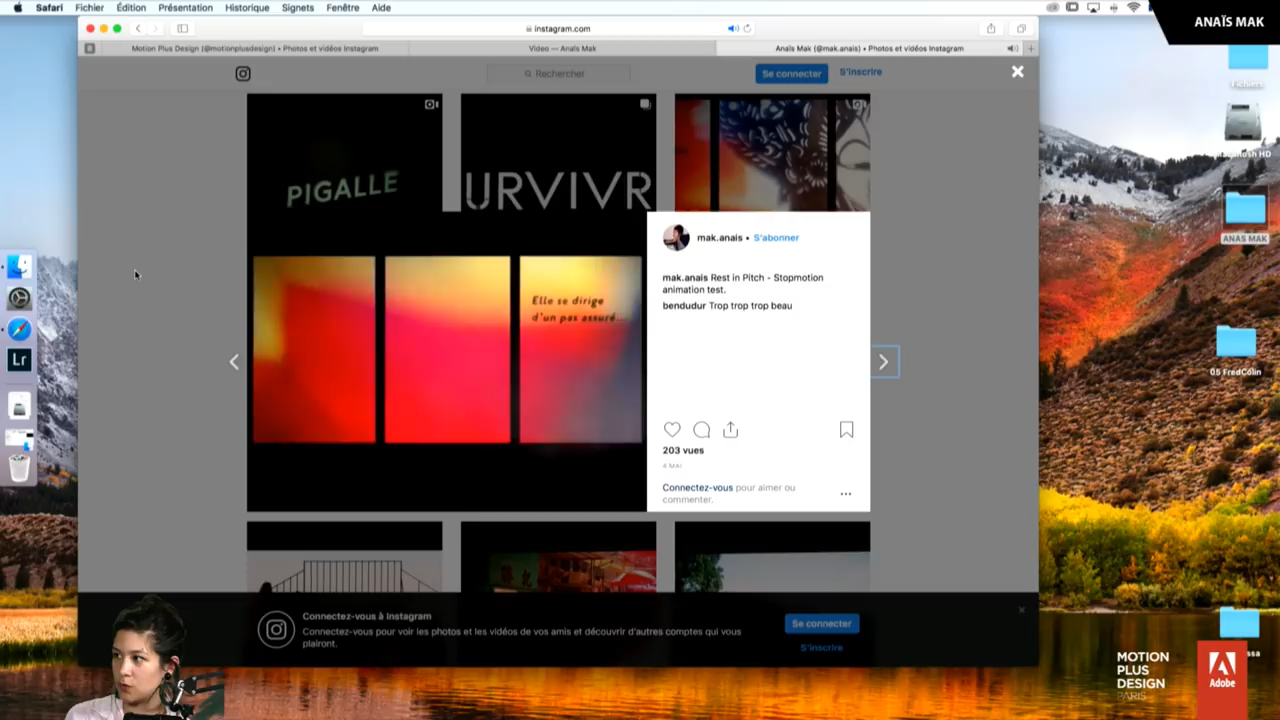 Safari Fichier Édition Présentation Historique Signets Fenêtre Aide
ANAÏS MAK
instagram.com
Motion Plus Design (@motionplusdesign) • Photos et vidéos Instagram
Video — Anaïs Mak
Anaïs Mak (@mak.anais) • Photos et vidéos Instagram
Rechercher
Se connecter
S'inscrire
Fichiers
PIGALLE
URVIVR
mak.anais • S'abonner
mak.anais Rest in Pitch - Stopmotion
animation test.
bendudur Trop trop trop beau
Elle se dirige
d'un pas assuré...
203 vues
4 MAI
Connectez-vous pour aimer ou
commenter.
ANAS MAK
05 FredColin
Lr
Connectez-vous à Instagram
Connectez-vous pour voir les photos et les vidéos de vos amis et découvrir d'autres comptes qui vous
plairont.
Se connecter
S'inscrire
MOTION
PLUS
DESIGN
PARIS
Adobe